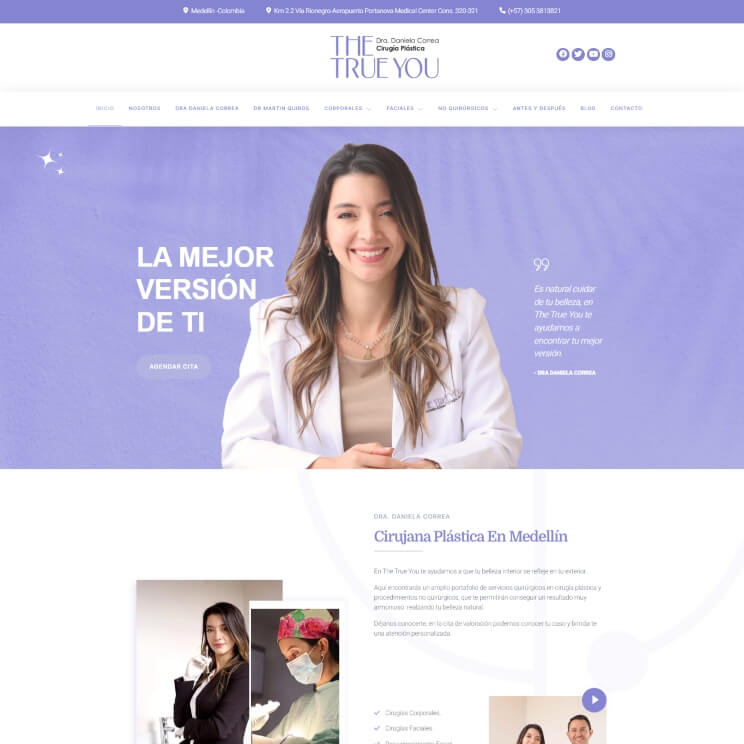 Medellín -Colombia
Km 2.2 Vía Rionegro-Aeropuerto Portanova Medical Center Cons. 320-321
(+57) 305 3813821
THE
TRUE YOU
Dra. Daniela Correa
Cirugía Plástica
INICIO
NOSOTROS
DRA DANIELA CORREA
DR MARTIN QUIROS
CORPORALES
FACIALES
NO QUIRÚRGICOS
ANTES Y DESPUÉS
BLOG
CONTACTO
LA MEJOR
VERSIÓN
DE TI
AGENDAR CITA
Es natural cuidar
de tu belleza, en
The True You te
ayudamos a
encontrar tu mejor
versión.
- DRA DANIELA CORREA
DRA. DANIELA CORREA
Cirujana Plástica En Medellín
En The True You te ayudamos a que tu belleza interior se refleje en tu exterior.
Aquí encontrarás un amplio portafolio de servicios quirúrgicos en cirugía plástica y
procedimientos no quirúrgicos, que te permitirán conseguir un resultado muy
armonioso realzando tu belleza natural.
Déjanos conocerte, en la cita de valoración podemos conocer tu caso y brindarte
una atención personalizada.
Cirugías Corporales.
Cirugías Faciales.